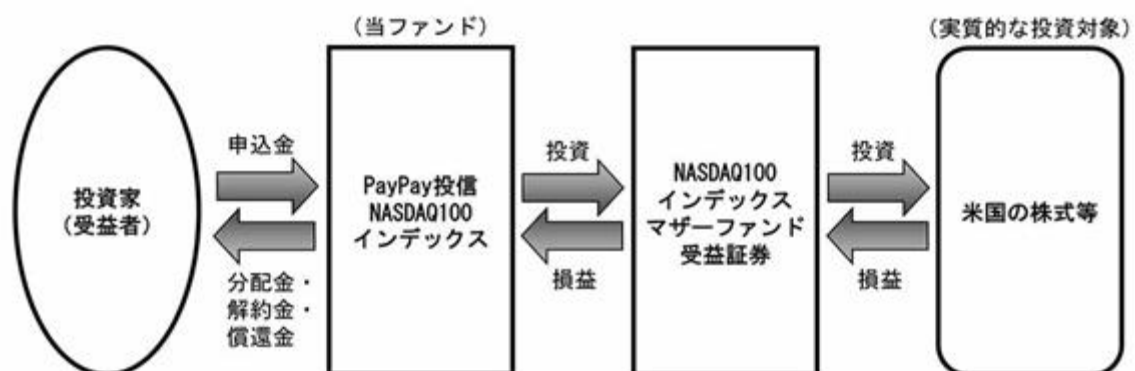 （当ファンド）
（実質的な投資対象）
投資家
（受益者）
申込金
分配金・
解約金・
償還金
PayPay投信
NASDAQ100
インデックス
投資
損益
NASDAQ100
インデックス
マザーファンド
受益証券
投資
損益
米国の株式等